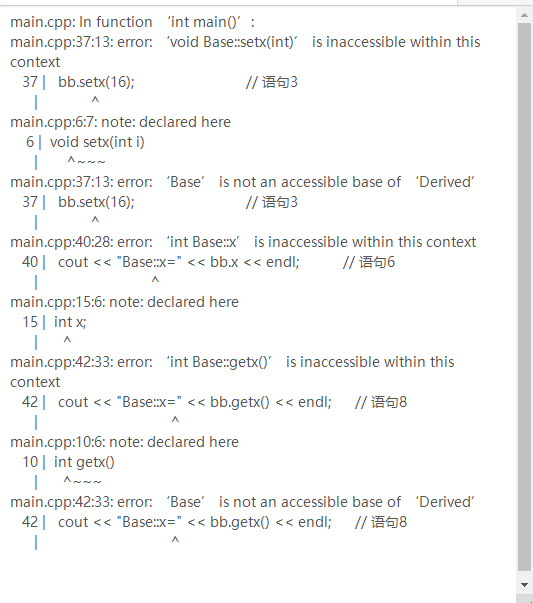 main.cpp: In function ‘int main()’:
main.cpp:37:13: error: ‘void Base::setx(int)’ is inaccessible within this
context
37 | bb.setx(16); // 语句3
| ^
main.cpp:6:7: note: declared here
6 | void setx(int i)
| ^~~~
main.cpp:37:13: error: ‘Base’ is not an accessible base of ‘Derived’
37 | bb.setx(16); // 语句3
| ^
main.cpp:40:28: error: ‘int Base::x’ is inaccessible within this context
40 | cout << "Base::x=" << bb.x << endl; // 语句6
| ^
main.cpp:15:6: note: declared here
15 | int x;
| ^
main.cpp:42:33: error: ‘int Base::getx()’ is inaccessible within this
context
42 | cout << "Base::x=" << bb.getx() << endl; // 语句8
| ^
main.cpp:10:6: note: declared here
10 | int getx()
| ^~~~
main.cpp:42:33: error: ‘Base’ is not an accessible base of ‘Derived’
42 | cout << "Base::x=" << bb.getx() << endl; // 语句8
| ^